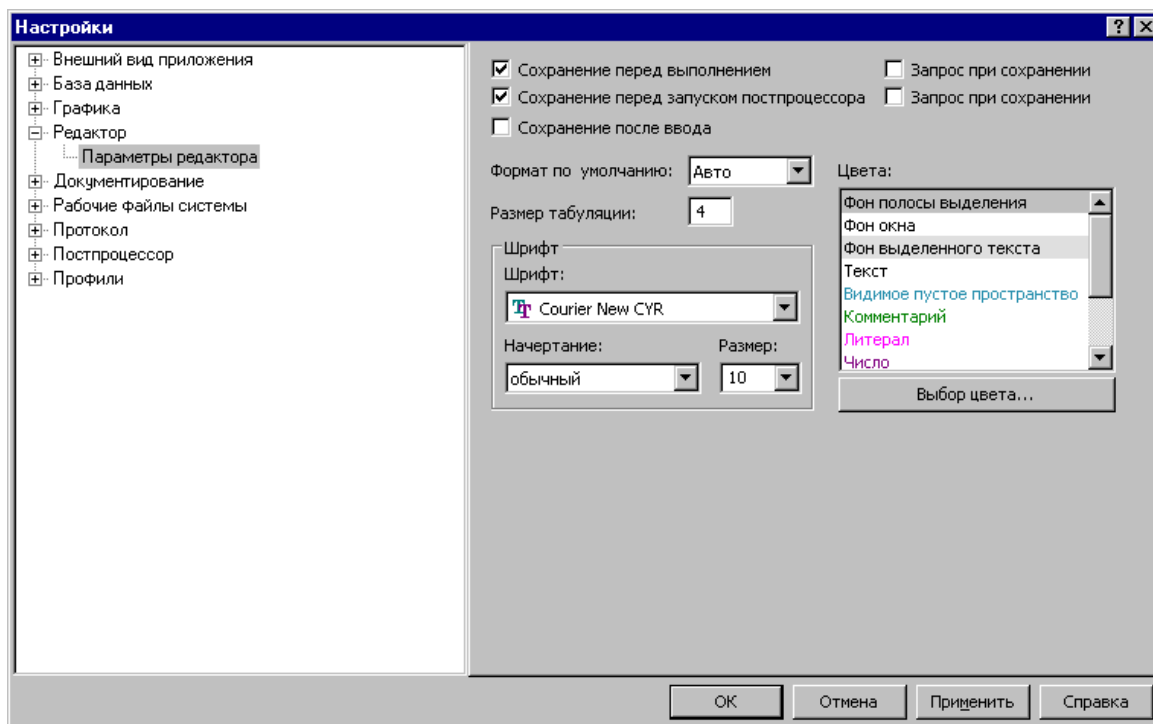 Настройки
Внешний вид приложения
База данных
Графика
Редактор
Параметры редактора
Документирование
Рабочие файлы системы
Протокол
Постпроцессор
Профили
Сохранение перед выполнением
Запрос при сохранении
Сохранение перед запуском постпроцессора
Запрос при сохранении
Сохранение после ввода
Формат по умолчанию: Авто
Размер табуляции: 4
Шрифт
Шрифт:
Courier New CYR
Начертание: Размер:
обычный 10
Цвета:
Фон полосы выделения
Фон окна
Фон выделенного текста
Текст
Видимое пустое пространство
Комментарий
Литерал
Число
Выбор цвета...
ОК Отмена Применить Справка